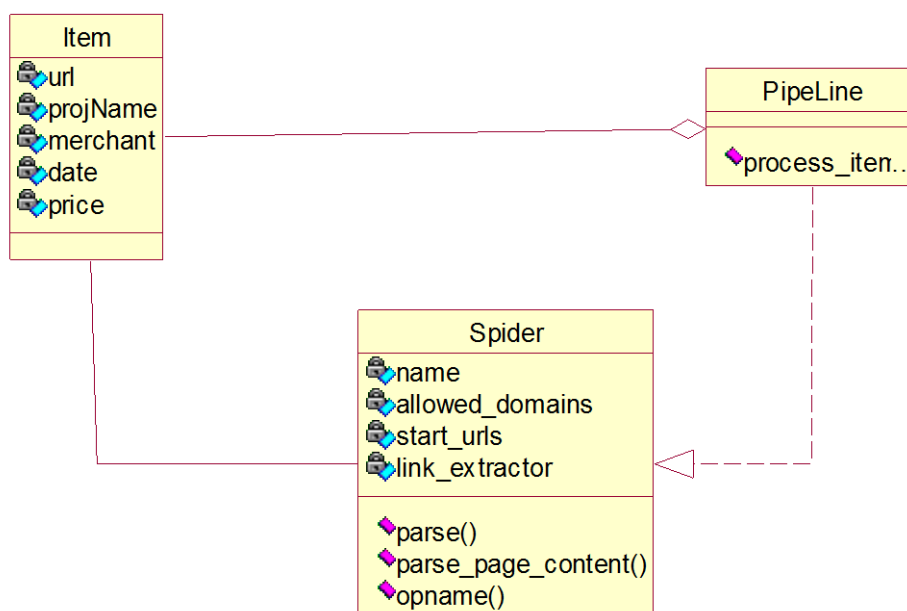 Item
url
projName
merchant
date
price
PipeLine
process_item...
Spider
name
allowed_domains
start_urls
link_extractor
parse()
parse_page_content()
opname()